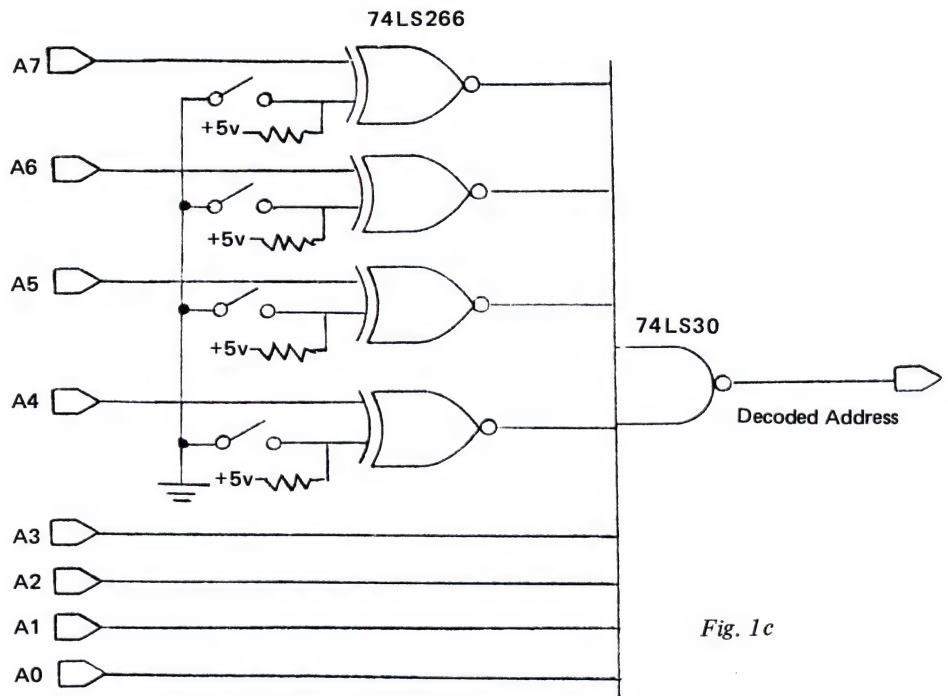 74LS266
A7
+5v
A6
+5v
A5
+5v
74LS30
A4
Decoded Address
+5v
A3
A2
A1
Fig. 1c
A0